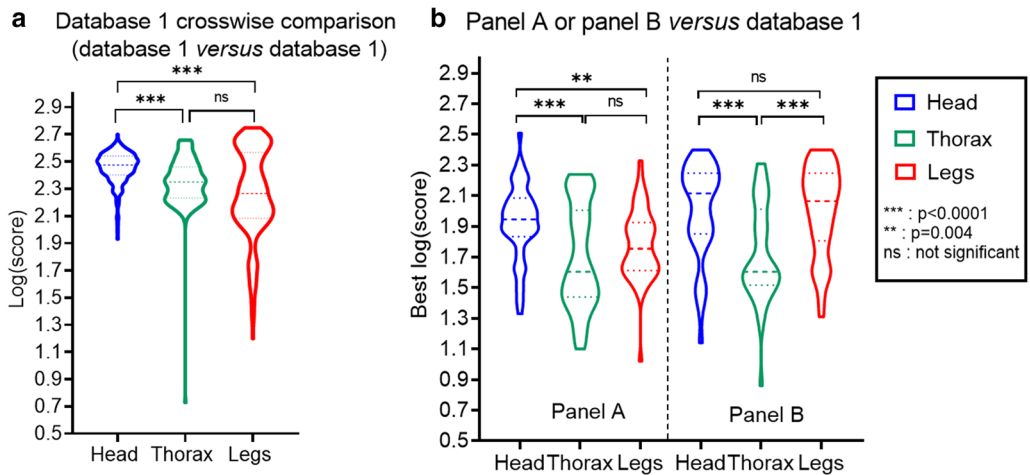 a
Database 1 crosswise comparison
(database 1 versus database 1)
***
***
ns
Log(score)
2.9
2.7
2.5
2.3
2.1
1.9
1.7
1.5
1.3
1.1
0.9
0.7
0.5
Head Thorax Legs
b
Panel A or panel B versus database 1
**
***
ns
ns
***
***
Best log(score)
2.9
2.7
2.5
2.3
2.1
1.9
1.7
1.5
1.3
1.1
0.9
0.7
0.5
Panel A
Panel B
Head Thorax Legs Head Thorax Legs
Head
Thorax
Legs
*** : p<0.0001
** : p=0.004
ns : not significant